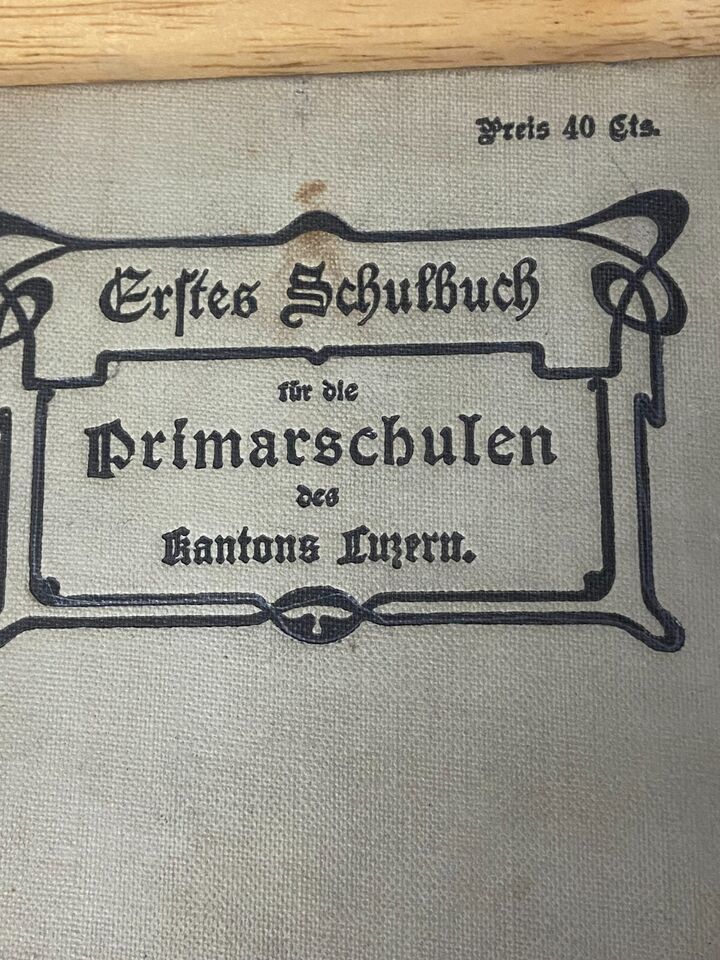 Preis 40 Cts.
Erstes Schulbuch
für die
Primarschulen
des
Kantons Luzern.